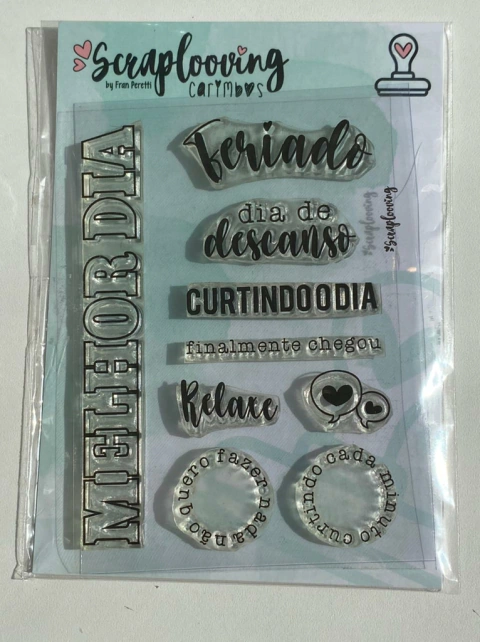 Scraplooving
by Fran Peretti
carimbos
MELHOR DIA
Feriado
dia de
descanso
Scraplooving
Scraplooving
CURTINDOODIA
finalmente chegou
Relaxe
não quero fazer nada
curtindo cada minuto